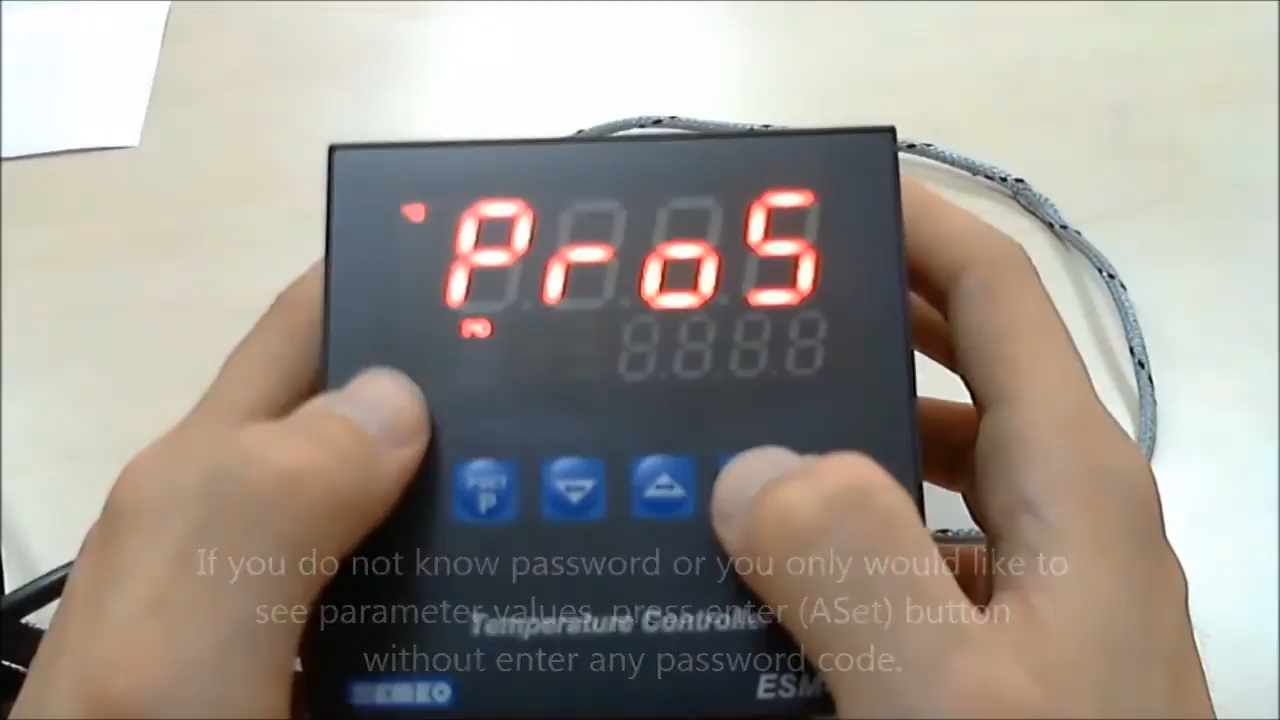 ProS
8888
P
If you do not know password or you only would like to
see parameter values, press enter (ASet) button
without enter any password code.
Temperature
ESM